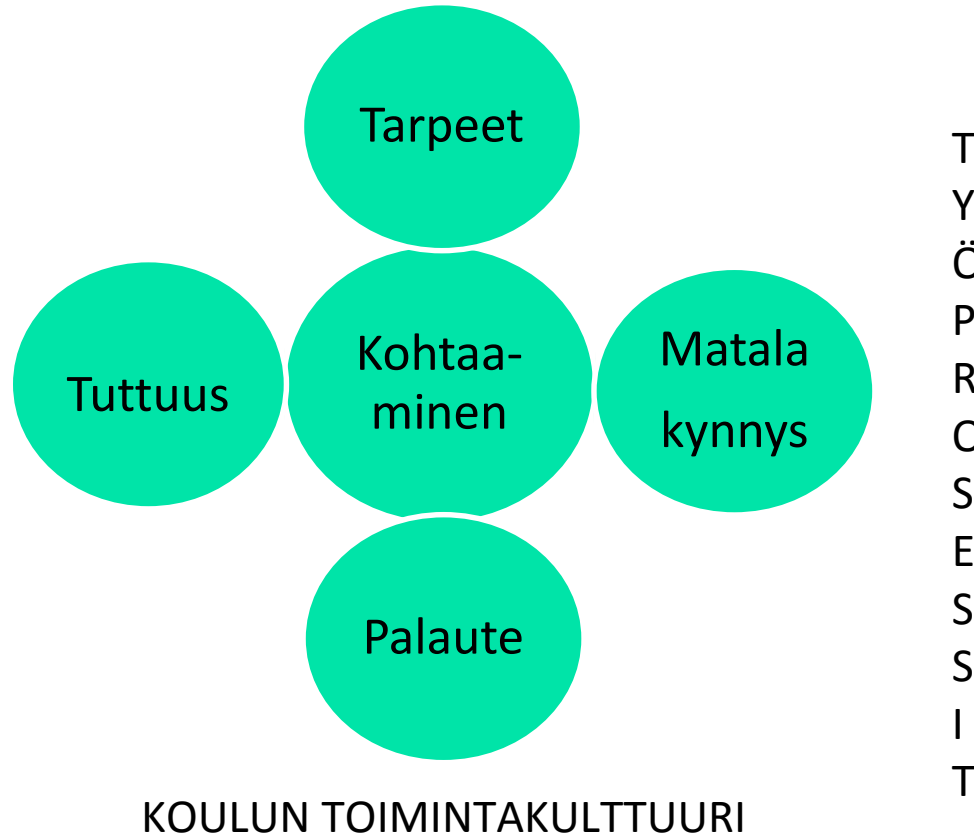 Tarpeet
Tuttuus
Kohtaa-
minen
Matala
kynnys
Palaute
KOULUN TOIMINTAKULTTUURI
T
Y
Ö
P
R
O
S
E
S
S
I
T